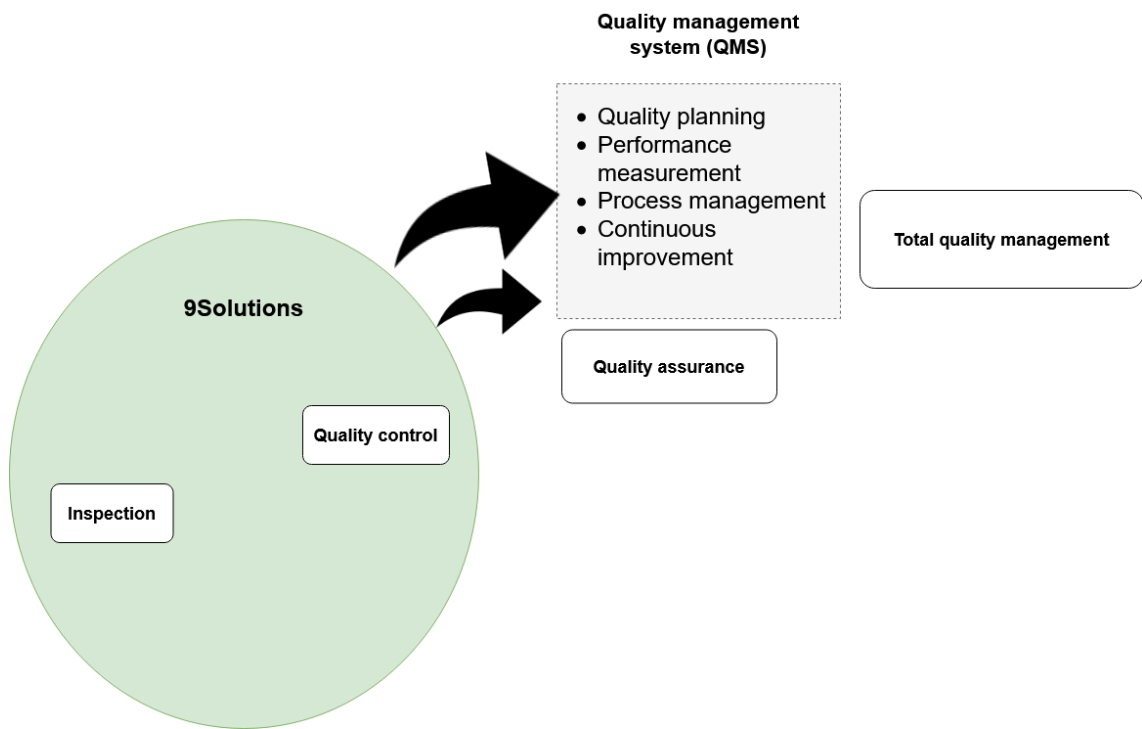 Quality management
system (QMS)
• Quality planning
• Performance
measurement
• Process management
• Continuous
improvement
Total quality management
9Solutions
Quality assurance
Quality control
Inspection